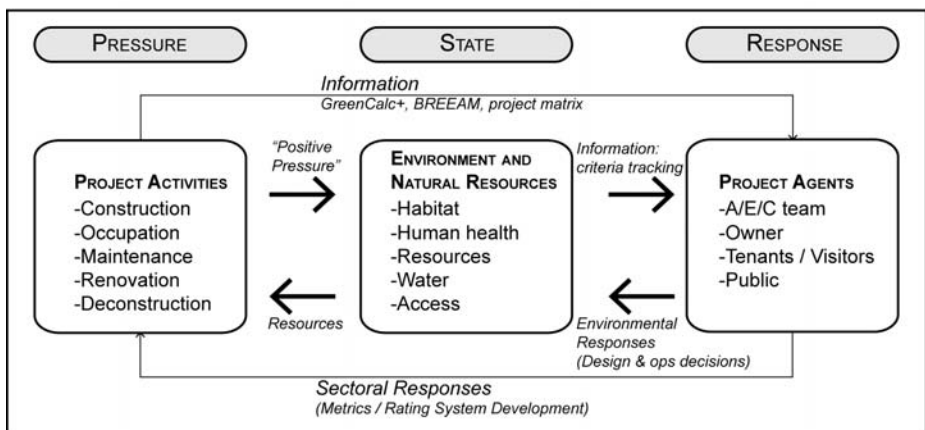 PRESSURE
STATE
RESPONSE
Information
GreenCalc+, BREEAM, project matrix
PROJECT ACTIVITIES
-Construction
-Occupation
-Maintenance
-Renovation
-Deconstruction
"Positive
Pressure"
Resources
ENVIRONMENT AND
NATURAL RESOURCES
-Habitat
-Human health
-Resources
-Water
-Access
Information:
criteria tracking
Environmental
Responses
(Design & ops decisions)
PROJECT AGENTS
-A/E/C team
-Owner
-Tenants / Visitors
-Public
Sectoral Responses
(Metrics / Rating System Development)